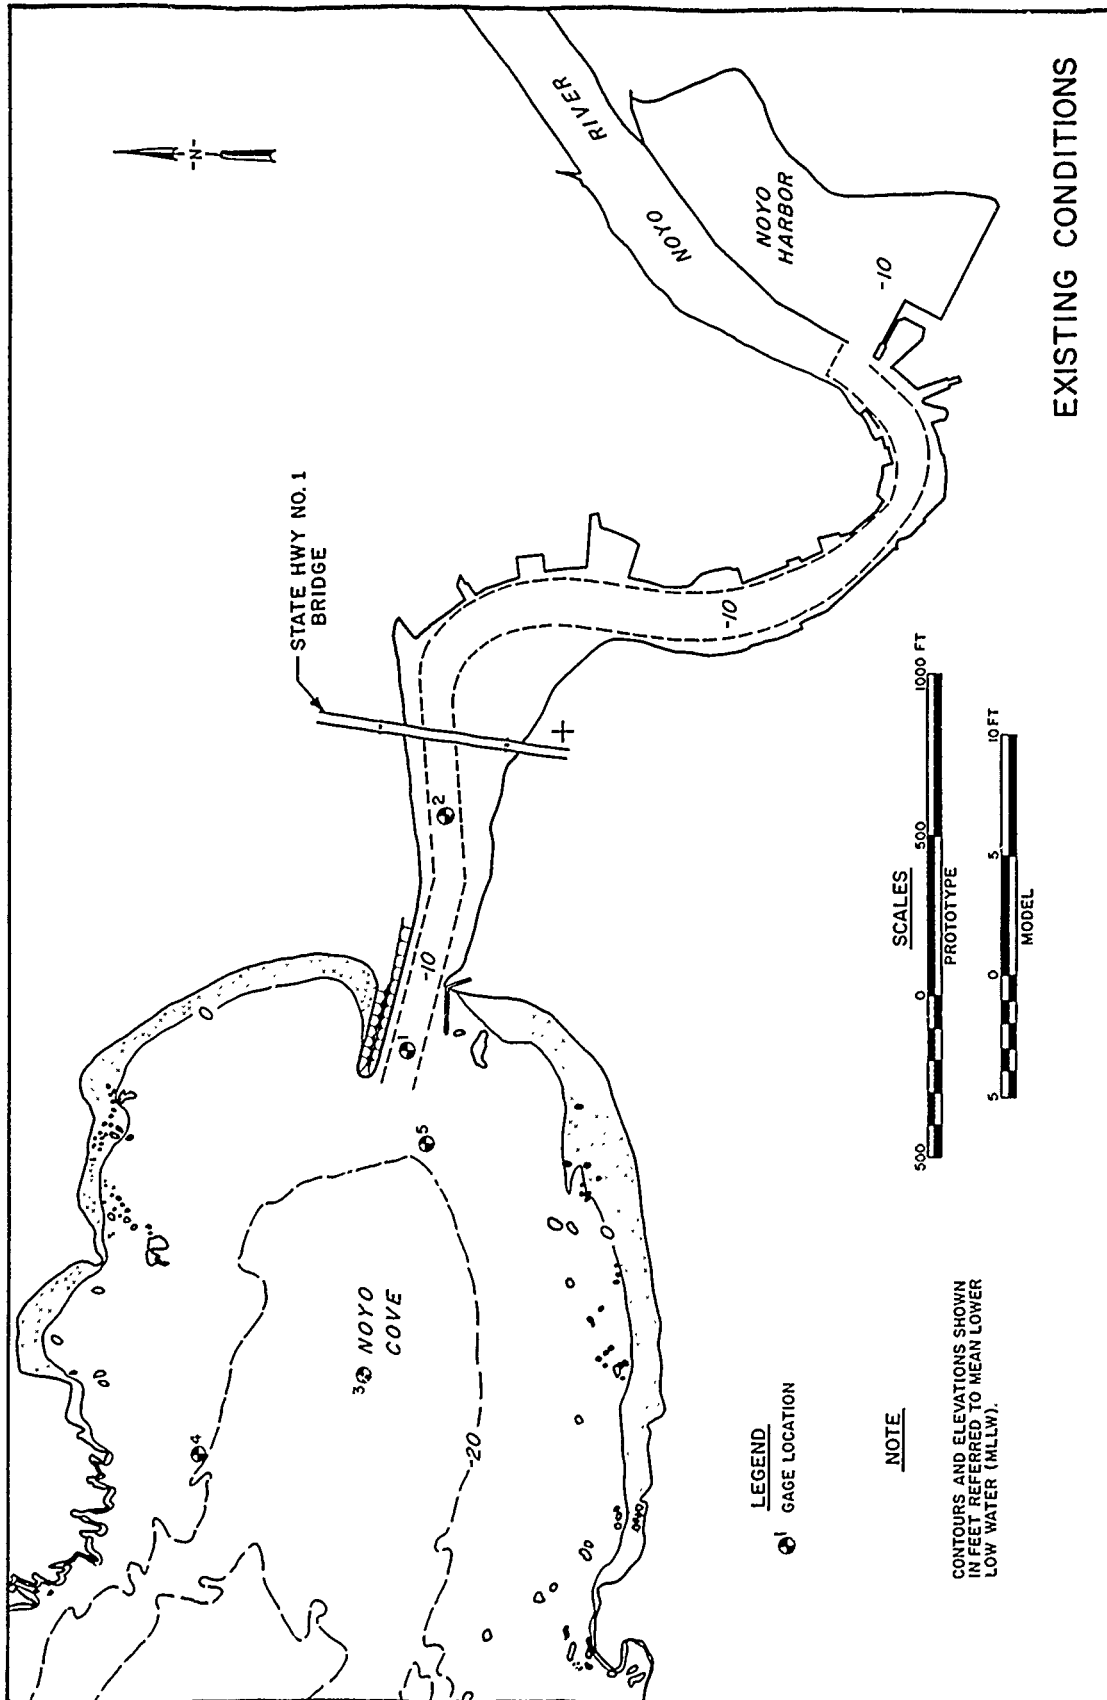 -N-
RIVER
NOYO
NOYO
HARBOR
-10
STATE HWY NO. 1
BRIDGE
-10
2
-10
1
5
0
0
3
NOYO
COVE
4
-20
EXISTING CONDITIONS
SCALES
500 0 500 1000 FT
PROTOTYPE
5 0 5 10 FT
MODEL
LEGEND
1 GAGE LOCATION
NOTE
CONTOURS AND ELEVATIONS SHOWN
IN FEET REFERRED TO MEAN LOWER
LOW WATER (MLLW).